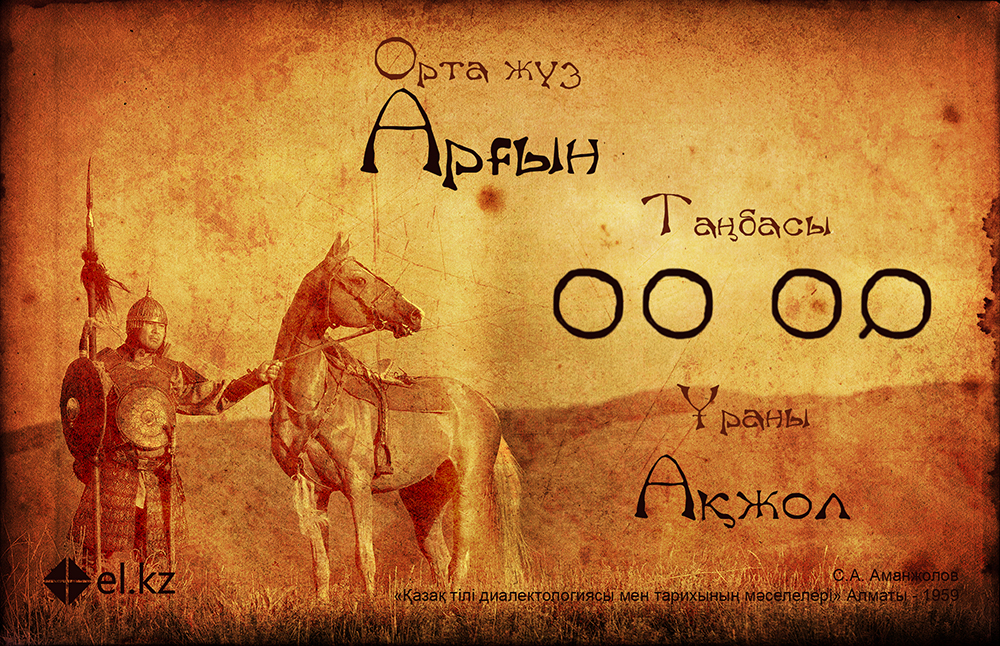 Орта жүз
Арғын
Таңбасы
Ұраны
Ақжол
el.kz
С.А. Аманжолов
«Қазақ тілі диалектологиясы мен тарихының мәселелері» Алматы - 1959